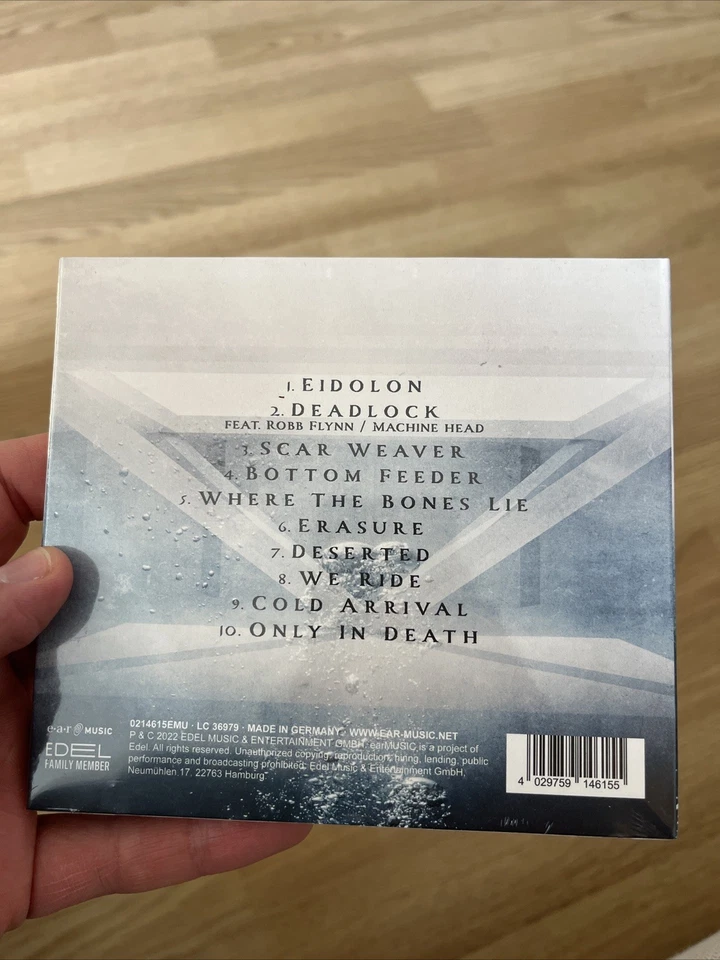 1. EIDOLON
2. DEADLOCK
FEAT. ROBB FLYNN / MACHINE HEAD
3. SCAR WEAVER
4. BOTTOM FEEDER
5. WHERE THE BONES LIE
6. ERASURE
7. DESERTED
8. WE RIDE
9. COLD ARRIVAL
10. ONLY IN DEATH
e·a·r MUSIC
EDEL
FAMILY MEMBER
0214615EMU · LC 36979 · MADE IN GERMANY · WWW.EAR-MUSIC.NET
P & C 2022 EDEL MUSIC & ENTERTAINMENT GMBH. earMUSIC is a project of
Edel. All rights reserved. Unauthorized copying, reproduction, hiring, lending, public
performance and broadcasting prohibited. Edel Music & Entertainment GmbH,
Neumühlen 17. 22763 Hamburg
4 029759 146155